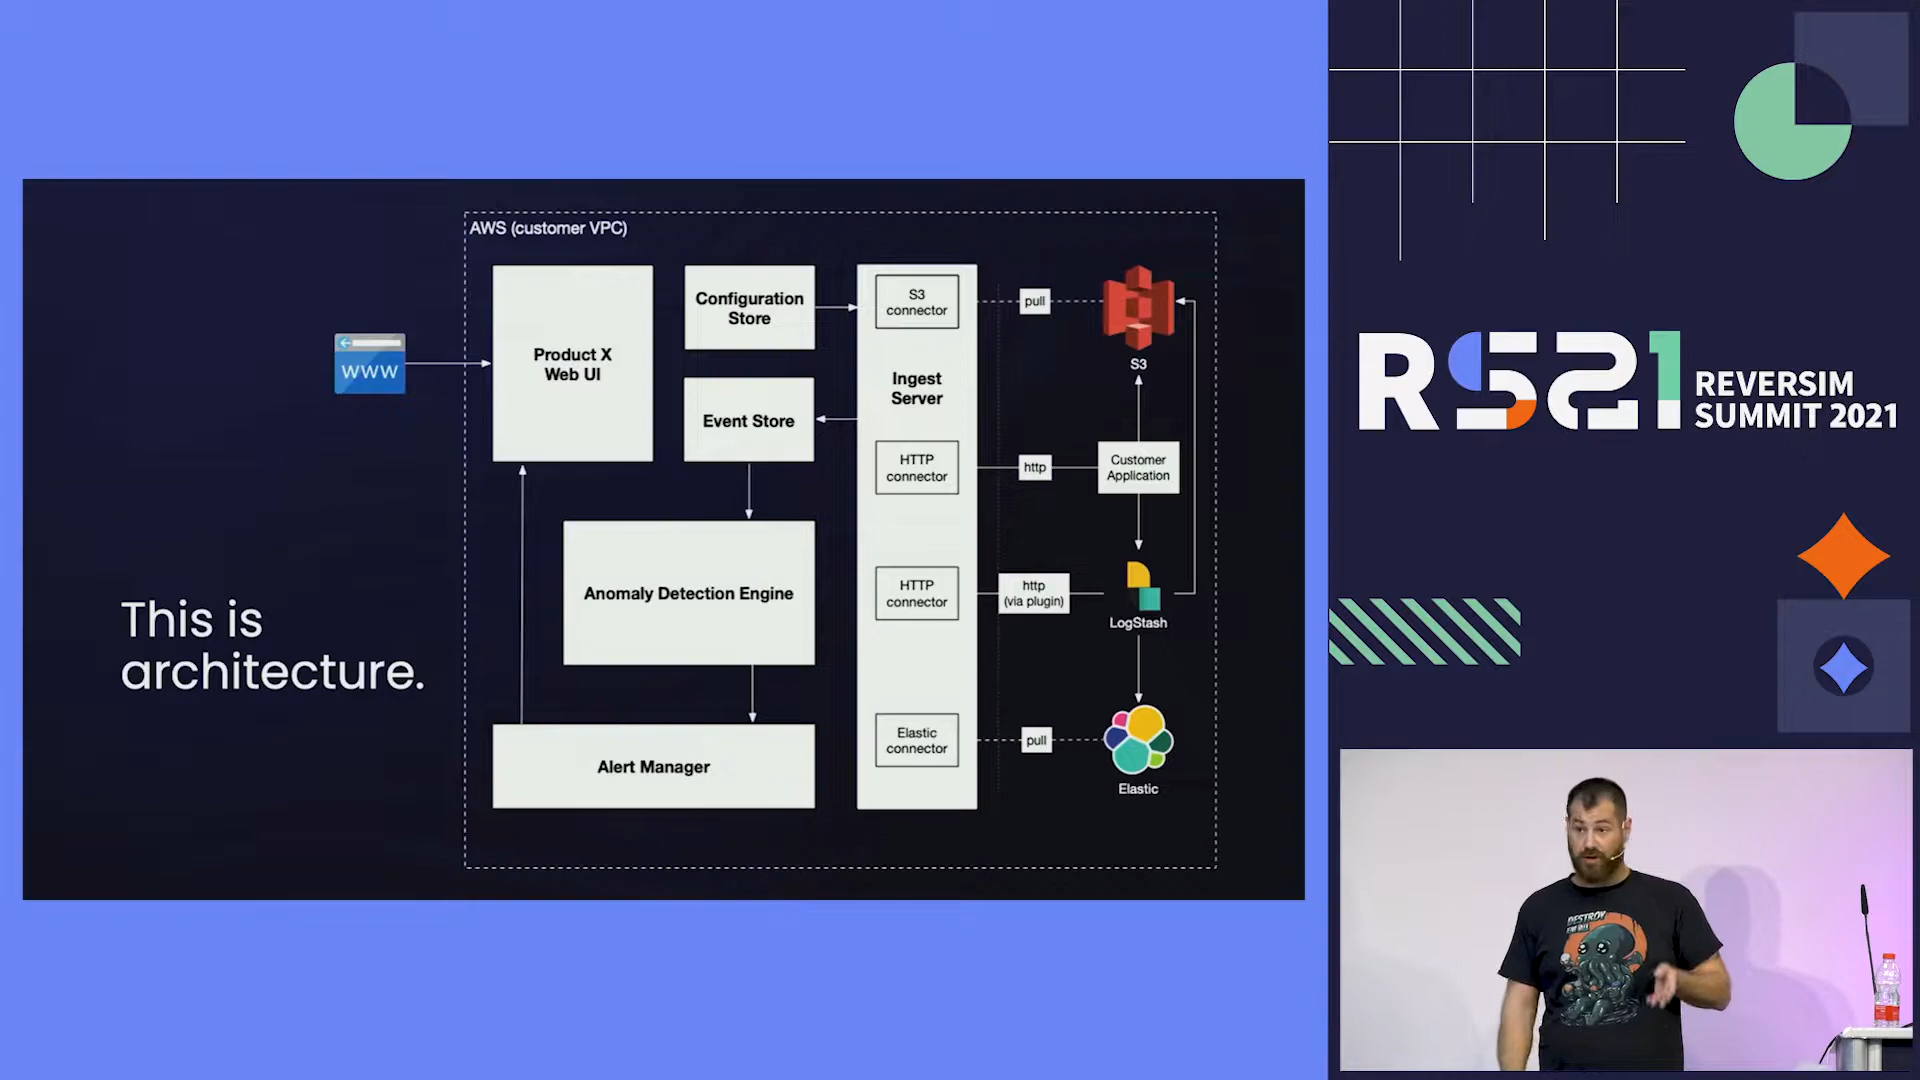 AWS (customer VPC)
www
Product X
Web UI
Configuration
Store
Event Store
Anomaly Detection Engine
Alert Manager
S3
connector
Ingest
Server
HTTP
connector
HTTP
connector
Elastic
connector
pull
http
http
(via plugin)
pull
S3
Customer
Application
LogStash
Elastic
This is
architecture.
RS21
REVERSIM
SUMMIT 2021
DESTROY
EM ALL